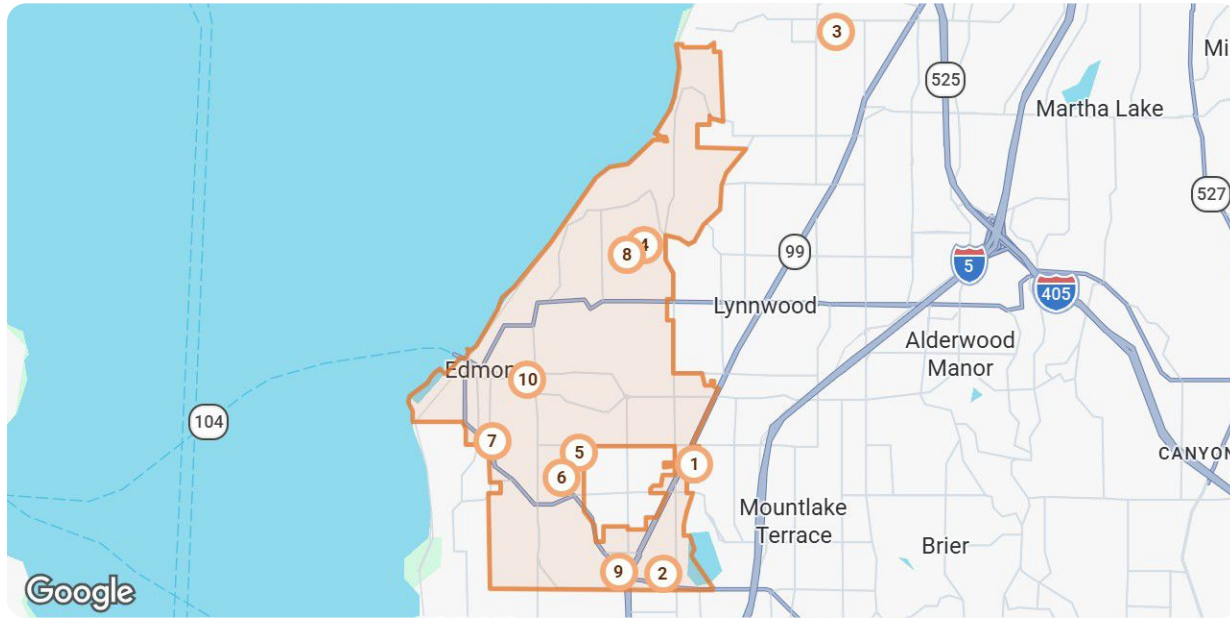 3
525
Mi
Martha Lake
527
4
8
99
5
405
Lynnwood
Alderwood
Manor
Edmon
10
104
7
5
6
1
CANYON
Mountlake
Terrace
Brier
9
2
Google